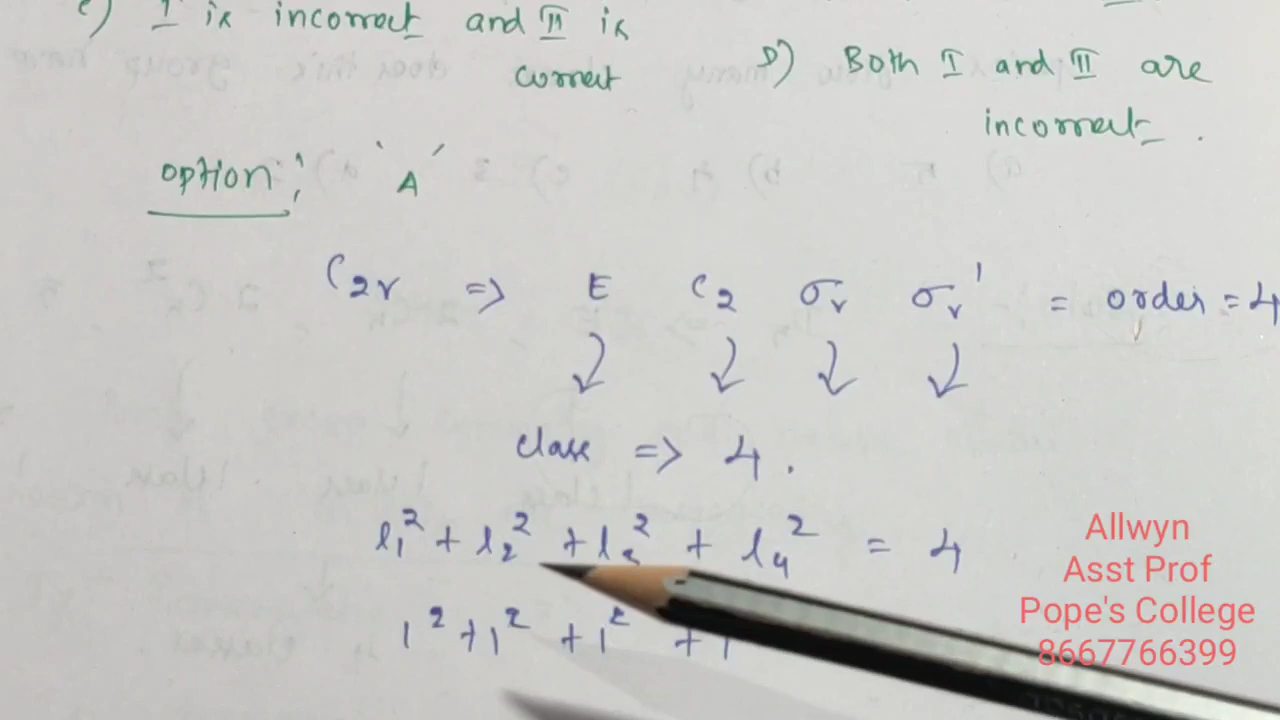 c) I is incorrect and II is
correct
D) Both I and II are
incorrect.
option: 'A'
C2v => E C2 σv σv' = order = 4
class => 4.
l₁² + l₂² + l₃² + l₄² = 4
1² + 1² + 1² + 1
Allwyn
Asst Prof
Pope's College
8667766399